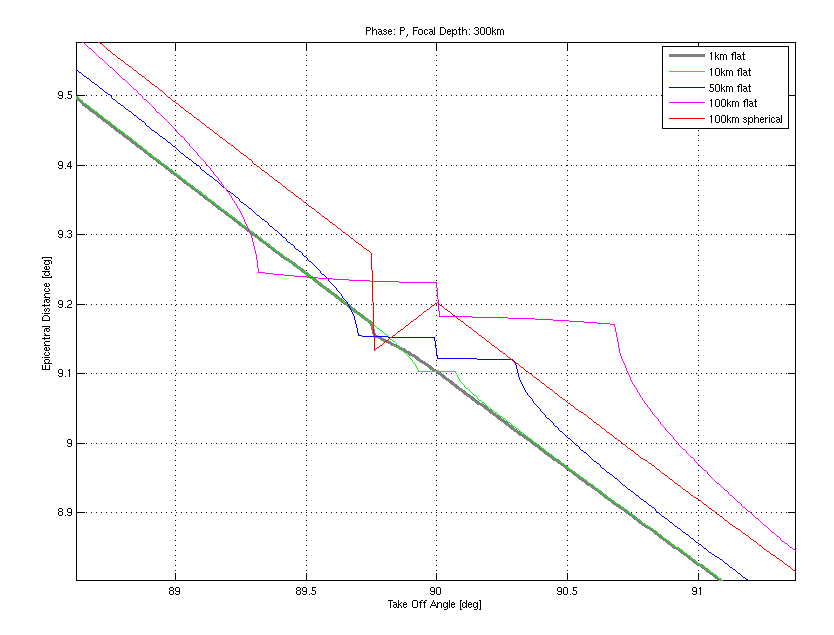 Phase: P, Focal Depth: 300km
1km flat
10km flat
50km flat
100km flat
100km spherical
9.5
9.4
9.3
9.2
9.1
9
8.9
Epicentral Distance [deg]
89
89.5
90
90.5
91
Take Off Angle [deg]